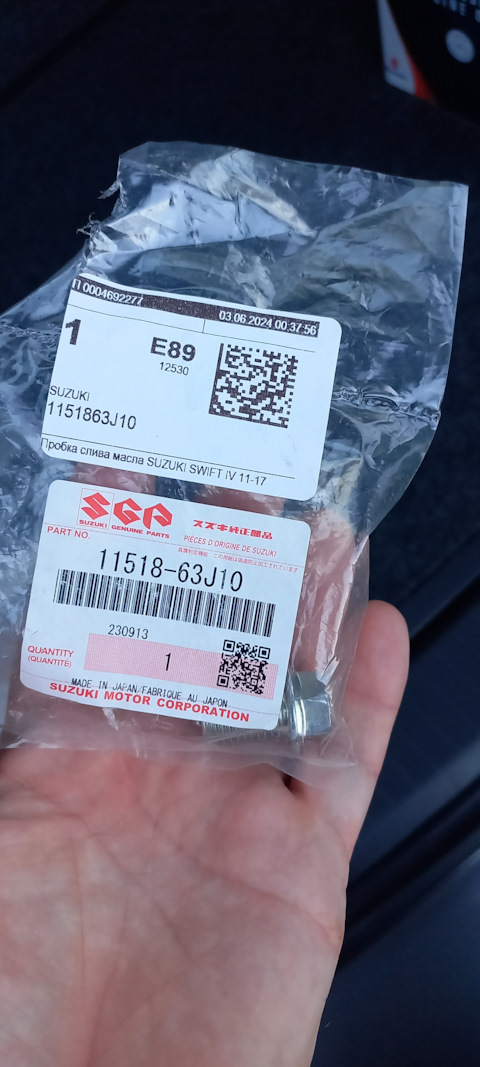 П 0004692277
03.06.2024 00:37:56
1
E89
12530
SUZUKI
1151863J10
Пробка слива масла SUZUKI SWIFT IV 11-17
SGP
SUZUKI GENUINE PARTS
スズキ純正部品
PIÈCES D'ORIGINE DE SUZUKI
PART NO.
11518-63J10
230913
QUANTITY
(QUANTITÉ)
1
MADE IN JAPAN/FABRIQUE AU JAPON
SUZUKI MOTOR CORPORATION